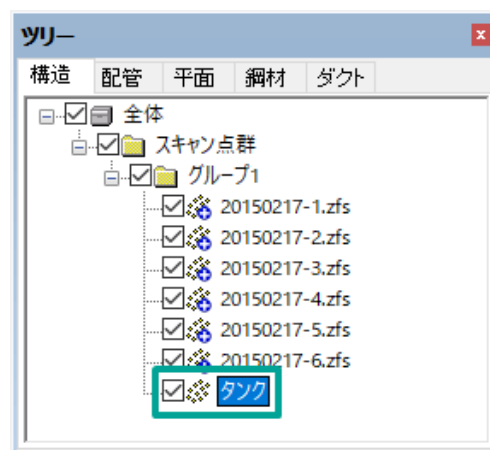 ツリー
構造 配管 平面 鋼材 ダクト
全体
スキャン点群
グループ1
20150217-1.zfs
20150217-2.zfs
20150217-3.zfs
20150217-4.zfs
20150217-5.zfs
20150217-6.zfs
タンク